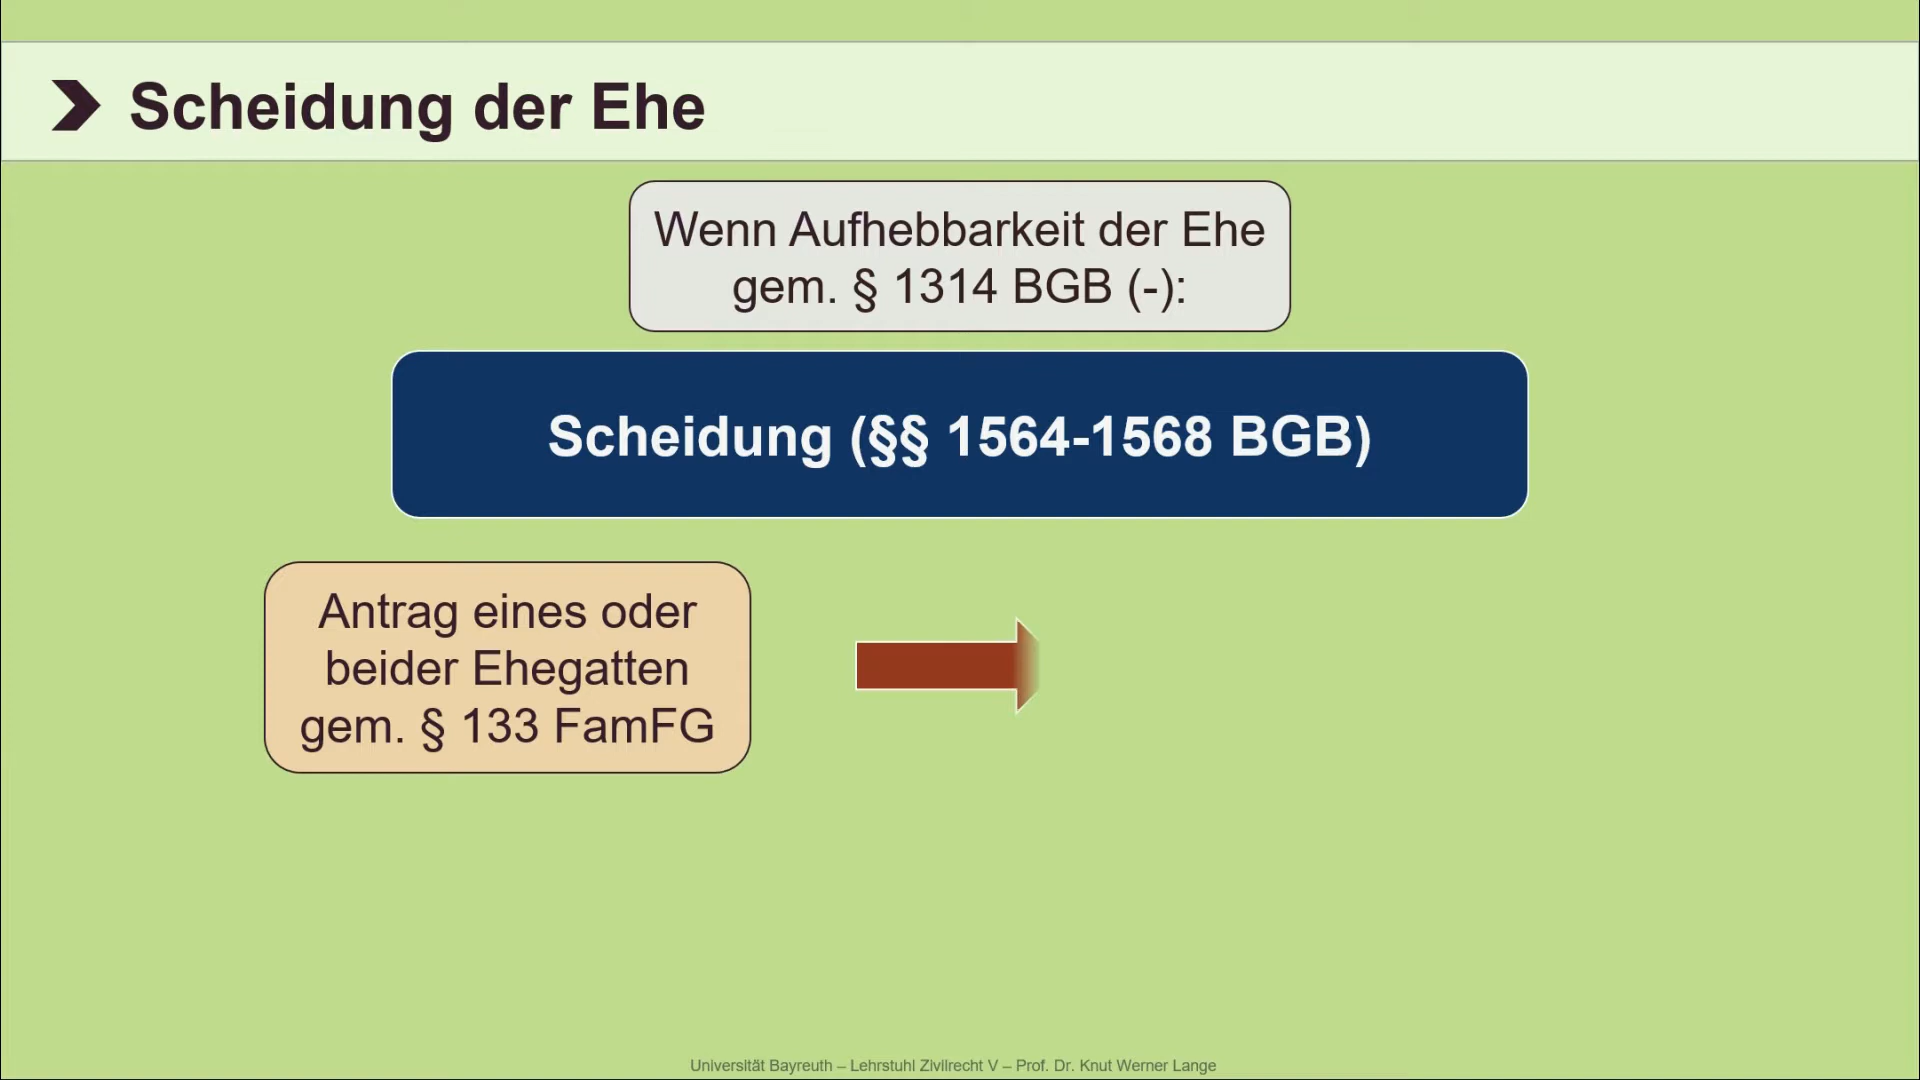 Scheidung der Ehe
Wenn Aufhebbarkeit der Ehe
gem. § 1314 BGB (-):
Scheidung (§§ 1564-1568 BGB)
Antrag eines oder
beider Ehegatten
gem. § 133 FamFG
Universität Bayreuth – Lehrstuhl Zivilrecht V – Prof. Dr. Knut Werner Lange